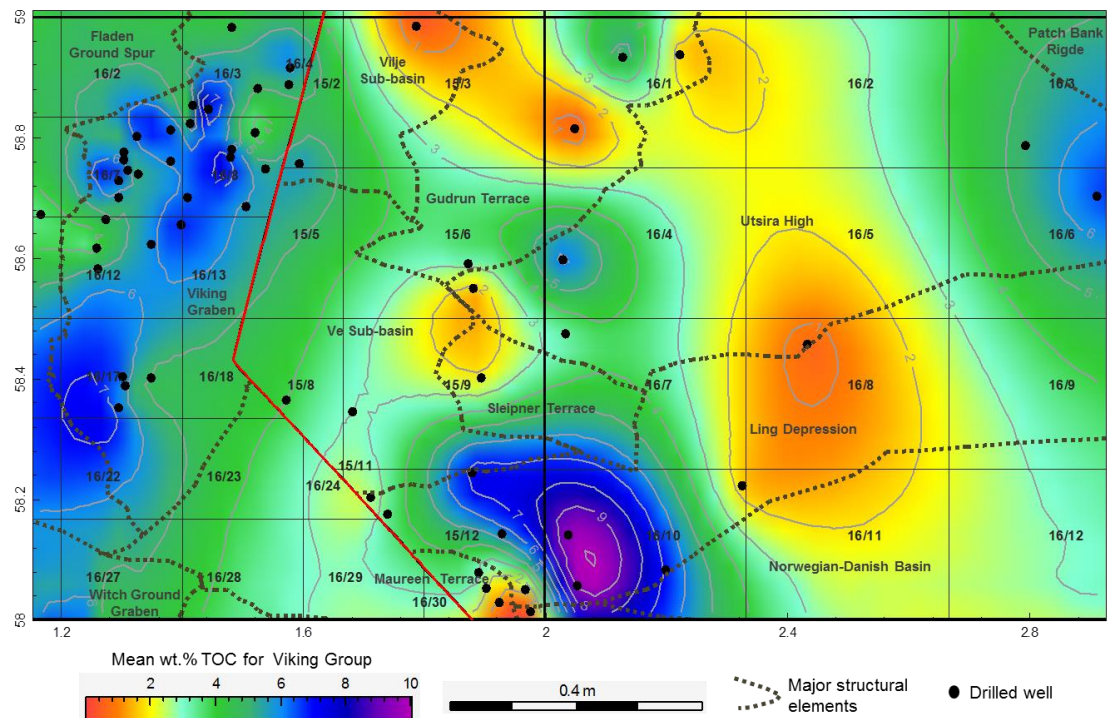 59
58.8
58.6
58.4
58.2
58
Fladen
Ground Spur
16/2
16/3
16/4
15/2
Vilje
Sub-basin
15/3
16/1
16/2
Patch Bank
Rigde
16/3
16/7
16/8
Gudrun Terrace
Utsira High
15/5
15/6
16/4
16/5
16/6
16/12
16/13
Viking
Graben
Ve Sub-basin
16/17
16/18
15/8
15/9
16/7
16/8
16/9
Sleipner Terrace
Ling Depression
16/22
16/23
15/11
16/24
15/12
16/10
16/11
16/12
16/27
16/28
16/29
Maureen Terrace
Norwegian-Danish Basin
Witch Ground
Graben
16/30
1.2
1.6
2
2.4
2.8
Mean wt.% TOC for Viking Group
2
4
6
8
10
0.4 m
Major structural
elements
Drilled well